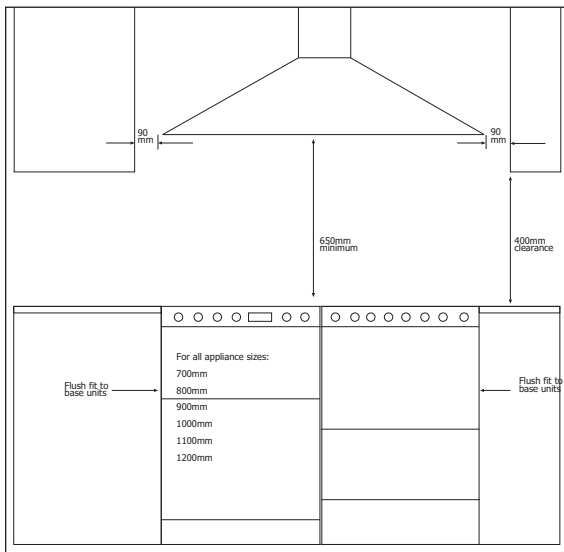 90
mm
90
mm
650mm
minimum
400mm
clearance
For all appliance sizes:
700mm
800mm
900mm
1000mm
1100mm
1200mm
Flush fit to
base units
Flush fit to
base units